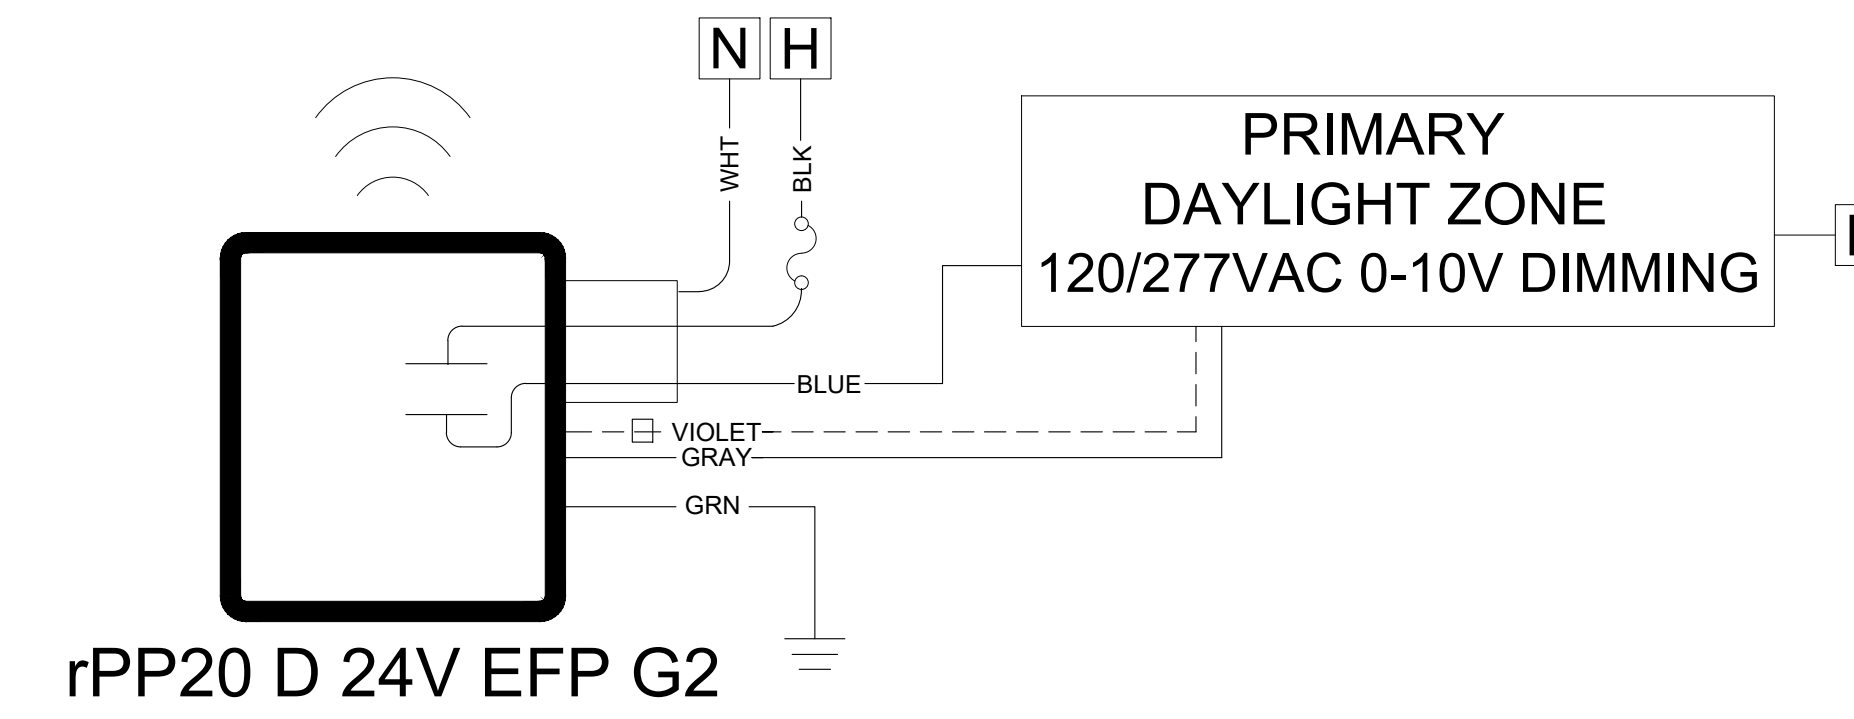 N H
WHT
BLK
PRIMARY
DAYLIGHT ZONE
120/277VAC 0-10V DIMMING
BLUE
VIOLET
GRAY
GRN
rPP20 D 24V EFP G2